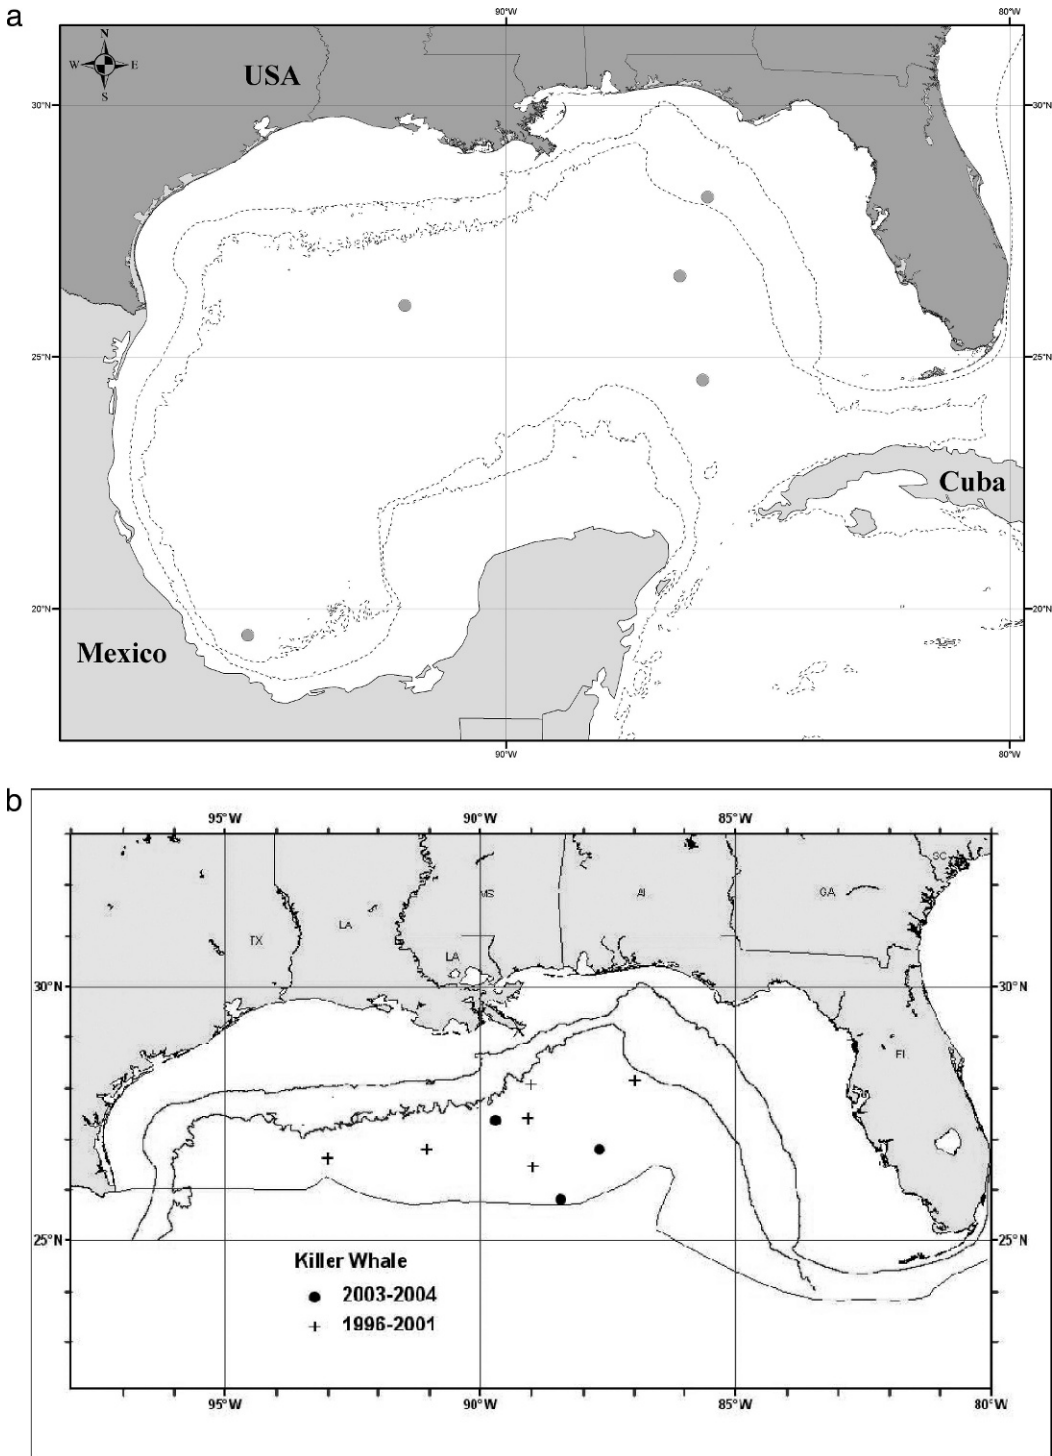 a
90°W 80°W
N
W E
S
USA
30°N 30°N
25°N 25°N
Cuba
20°N 20°N
Mexico
90°W 80°W
b
95°W 90°W 85°W
SC
MS Al GA
LA
TX
LA
30°N 30°N
Fl
25°N 25°N
Killer Whale
2003-2004
1996-2001
95°W 90°W 85°W 80°W